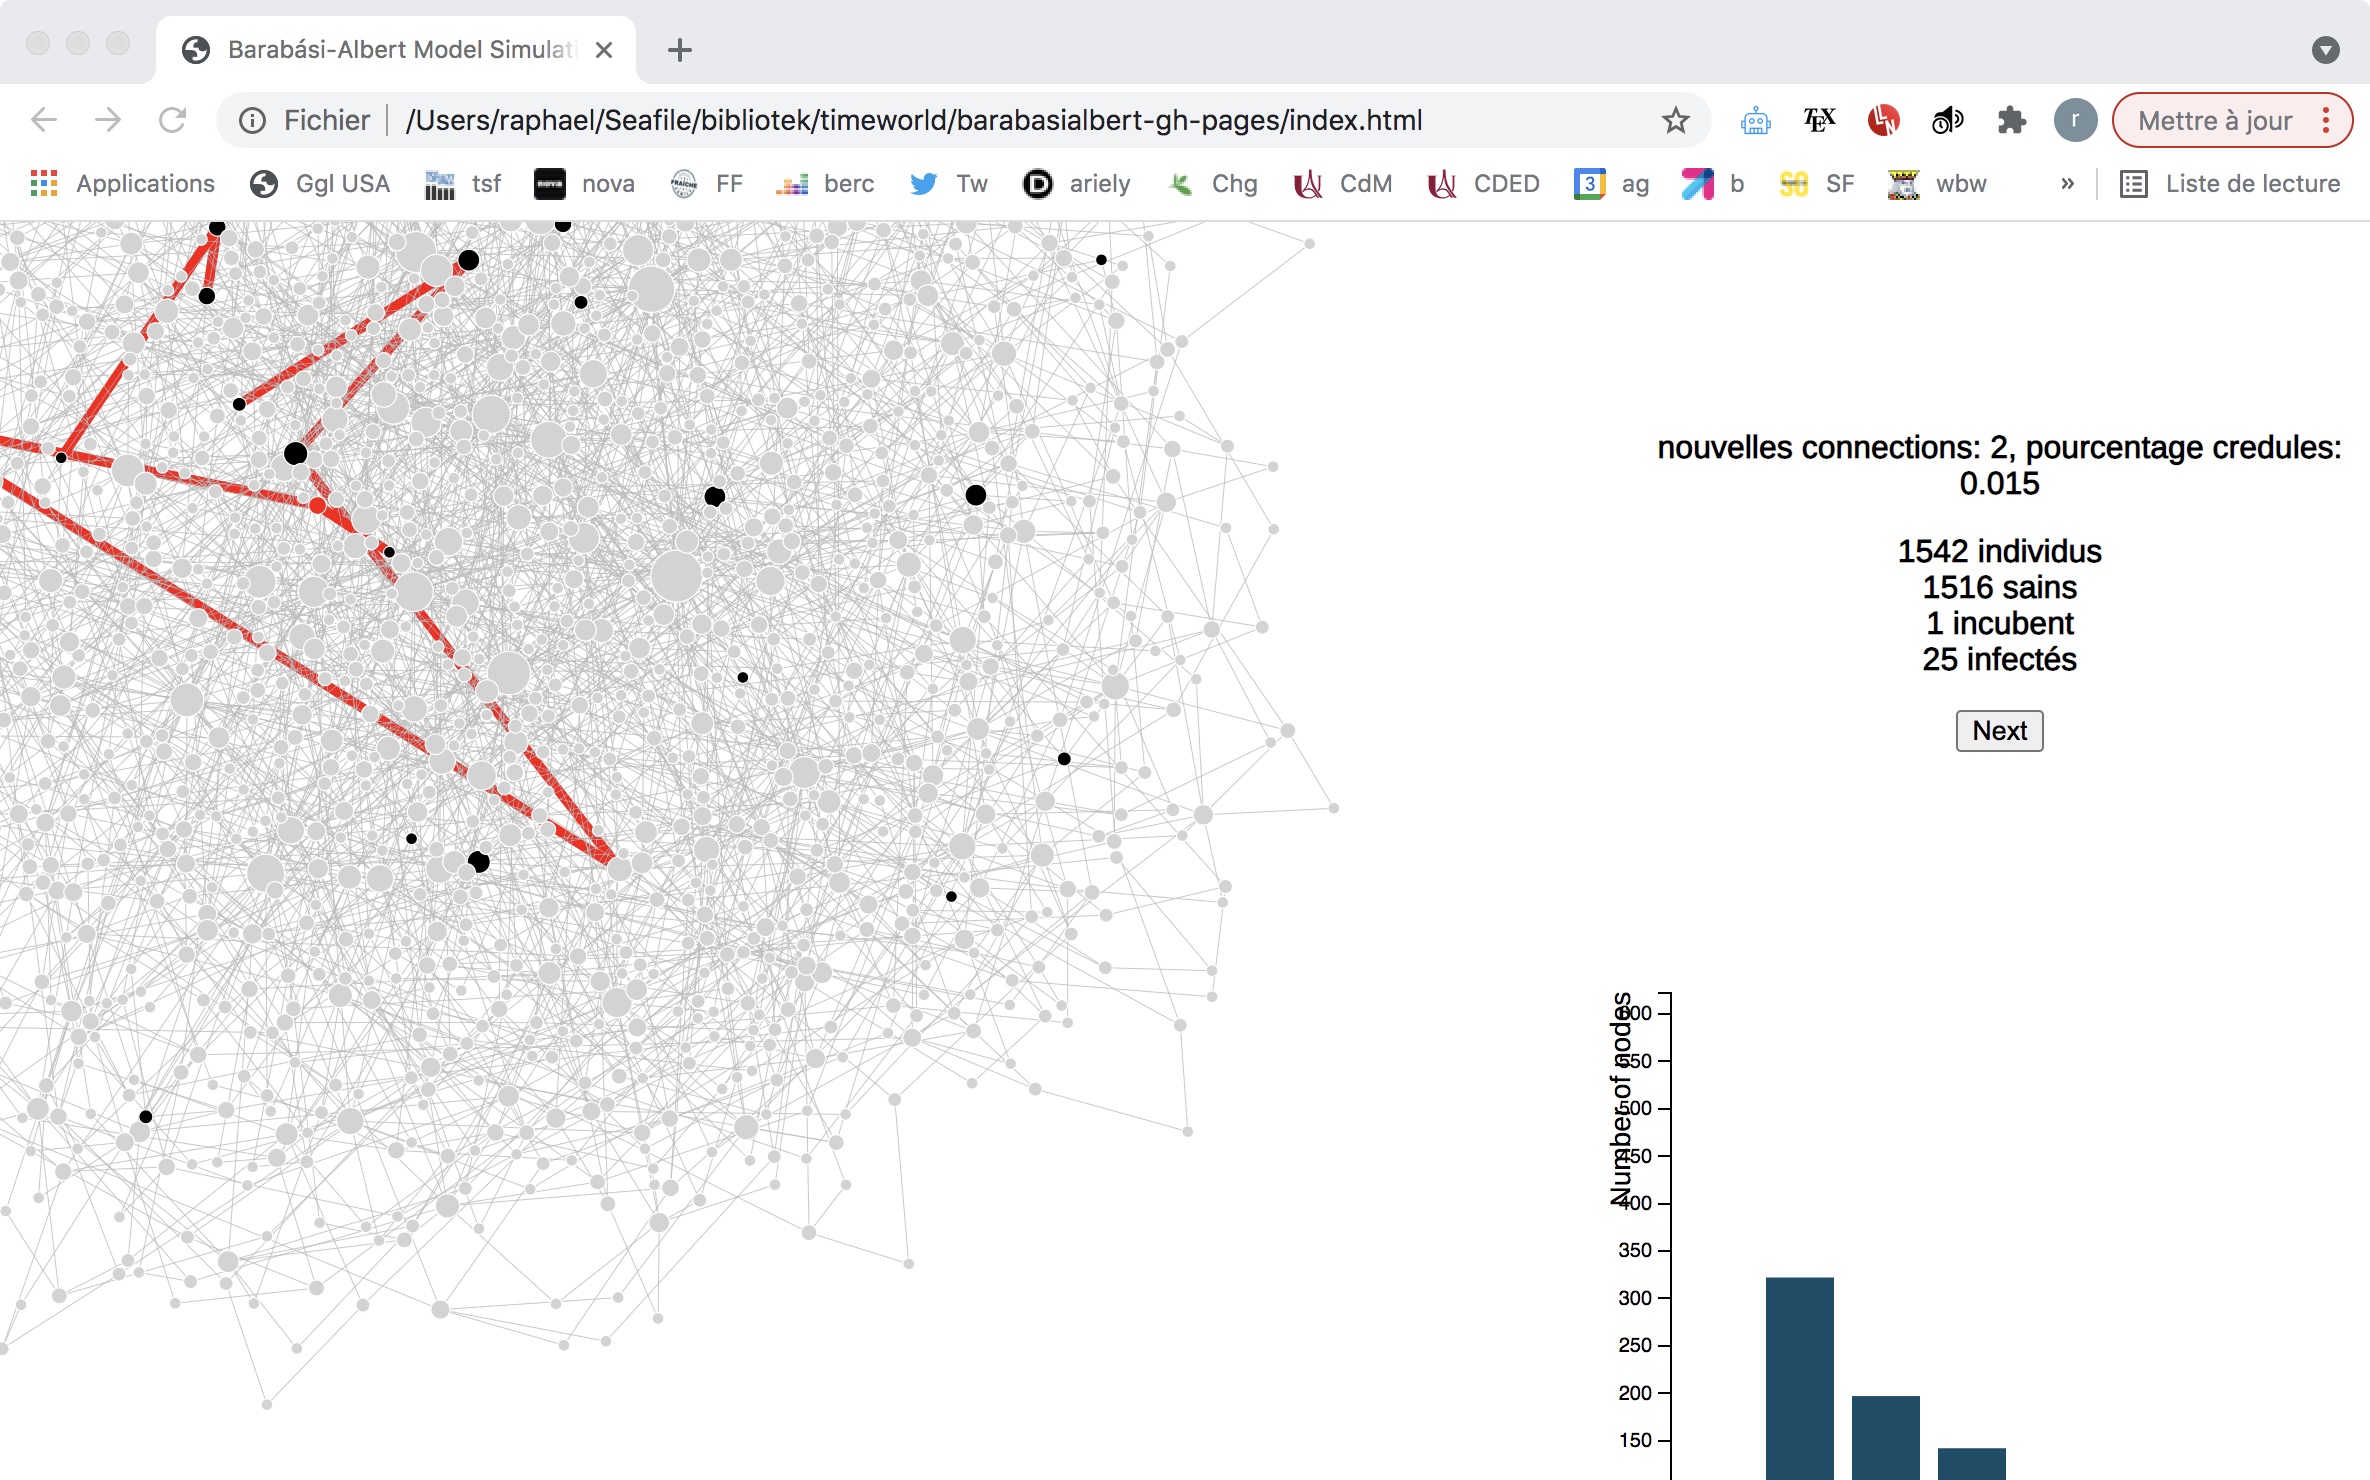 Barabási-Albert Model Simulati
Fichier /Users/raphael/Seafile/bibliotek/timeworld/barabasialbert-gh-pages/index.html r Mettre à jour
Applications Ggl USA tsf nova FF berc Tw D ariely Chg CdM CDED 3 ag b SF wbw » Liste de lecture
nouvelles connections: 2, pourcentage credules:
0.015
1542 individus
1516 sains
1 incubent
25 infectés
Next
Number of nodes
600
550
500
450
400
350
300
250
200
150